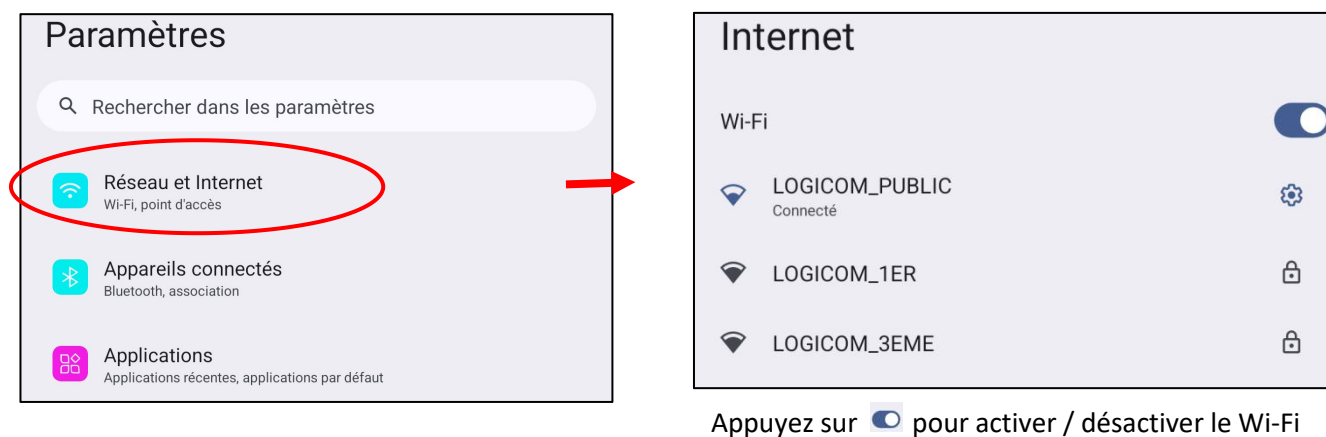 Paramètres
Rechercher dans les paramètres
Réseau et Internet
Wi-Fi, point d'accès
Appareils connectés
Bluetooth, association
Applications
Applications récentes, applications par défaut
Internet
Wi-Fi
LOGICOM_PUBLIC
Connecté
LOGICOM_1ER
LOGICOM_3EME
Appuyez sur pour activer / désactiver le Wi-Fi